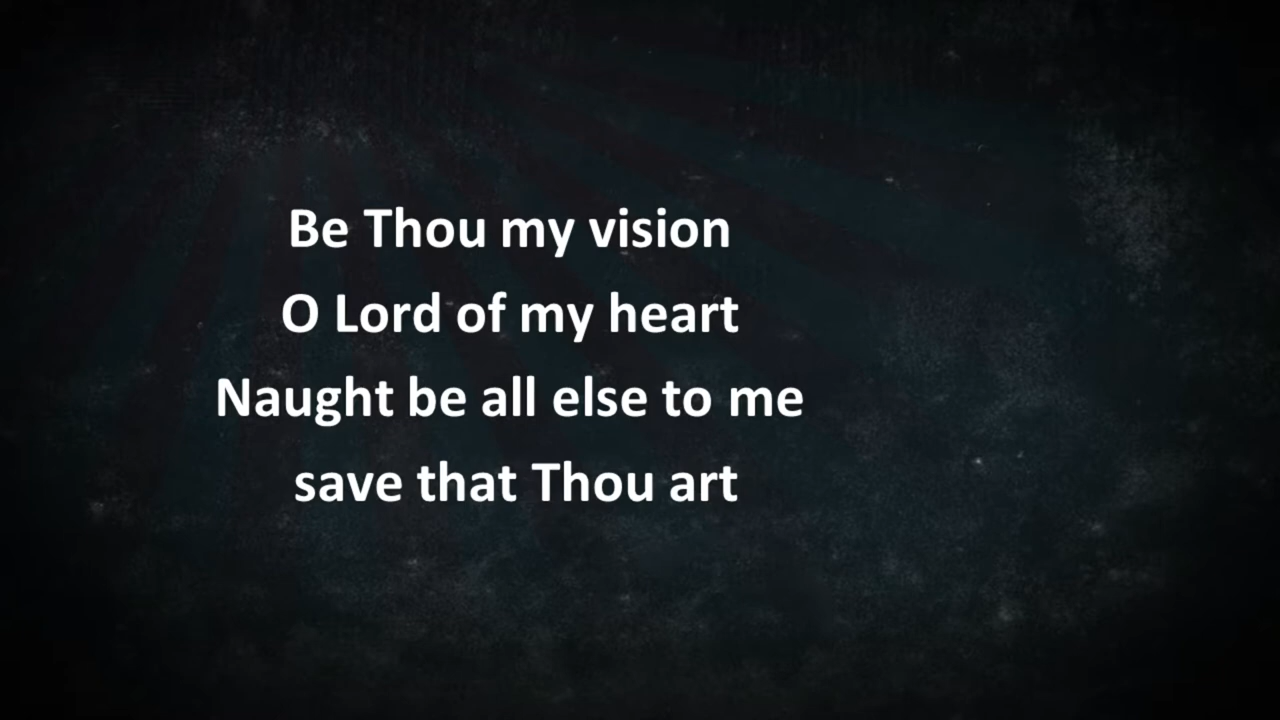 Be Thou my vision
O Lord of my heart
Naught be all else to me
save that Thou art